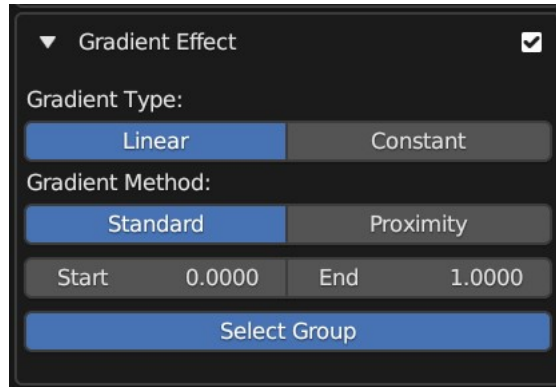 Gradient Effect
Gradient Type:
Linear Constant
Gradient Method:
Standard Proximity
Start 0.0000 End 1.0000
Select Group